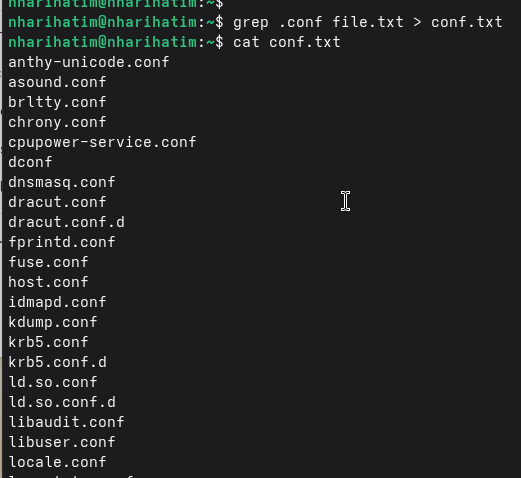 nharihatim@nharihatim:~$
nharihatim@nharihatim:~$ grep .conf file.txt > conf.txt
nharihatim@nharihatim:~$ cat conf.txt
anthy-unicode.conf
asound.conf
brltty.conf
chrony.conf
cpupower-service.conf
dconf
dnsmasq.conf
dracut.conf
dracut.conf.d
fprintd.conf
fuse.conf
host.conf
idmapd.conf
kdump.conf
krb5.conf
krb5.conf.d
ld.so.conf
ld.so.conf.d
libaudit.conf
libuser.conf
locale.conf